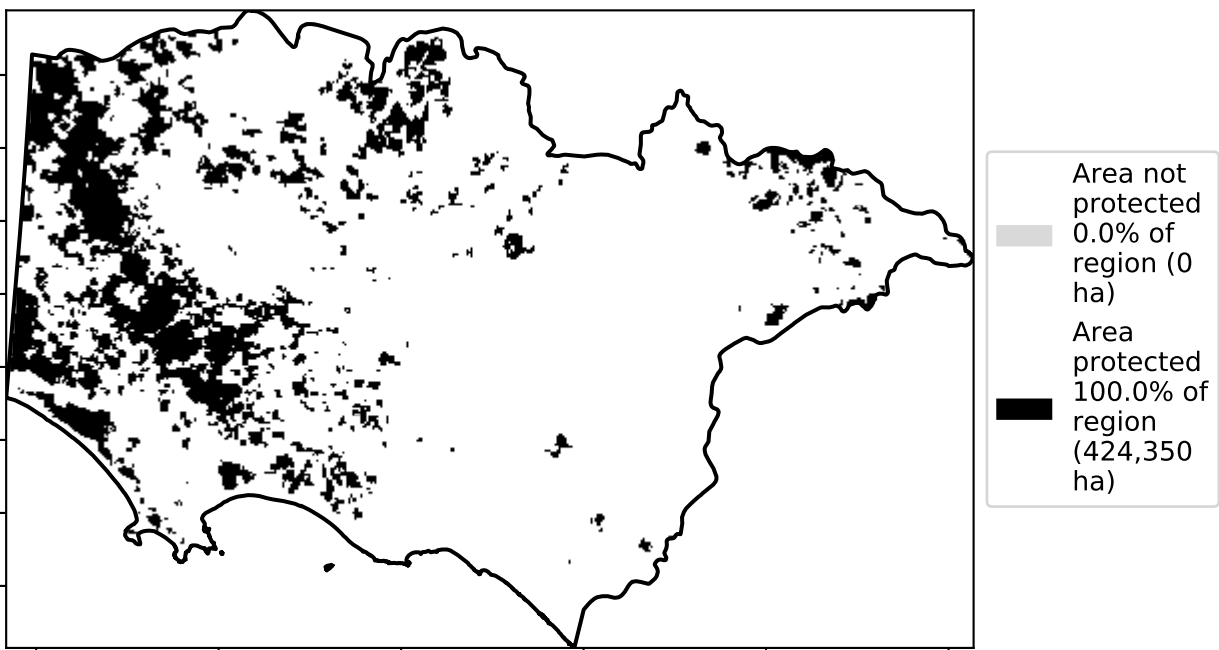 Area not
protected
0.0% of
region (0
ha)
Area
protected
100.0% of
region
(424,350
ha)